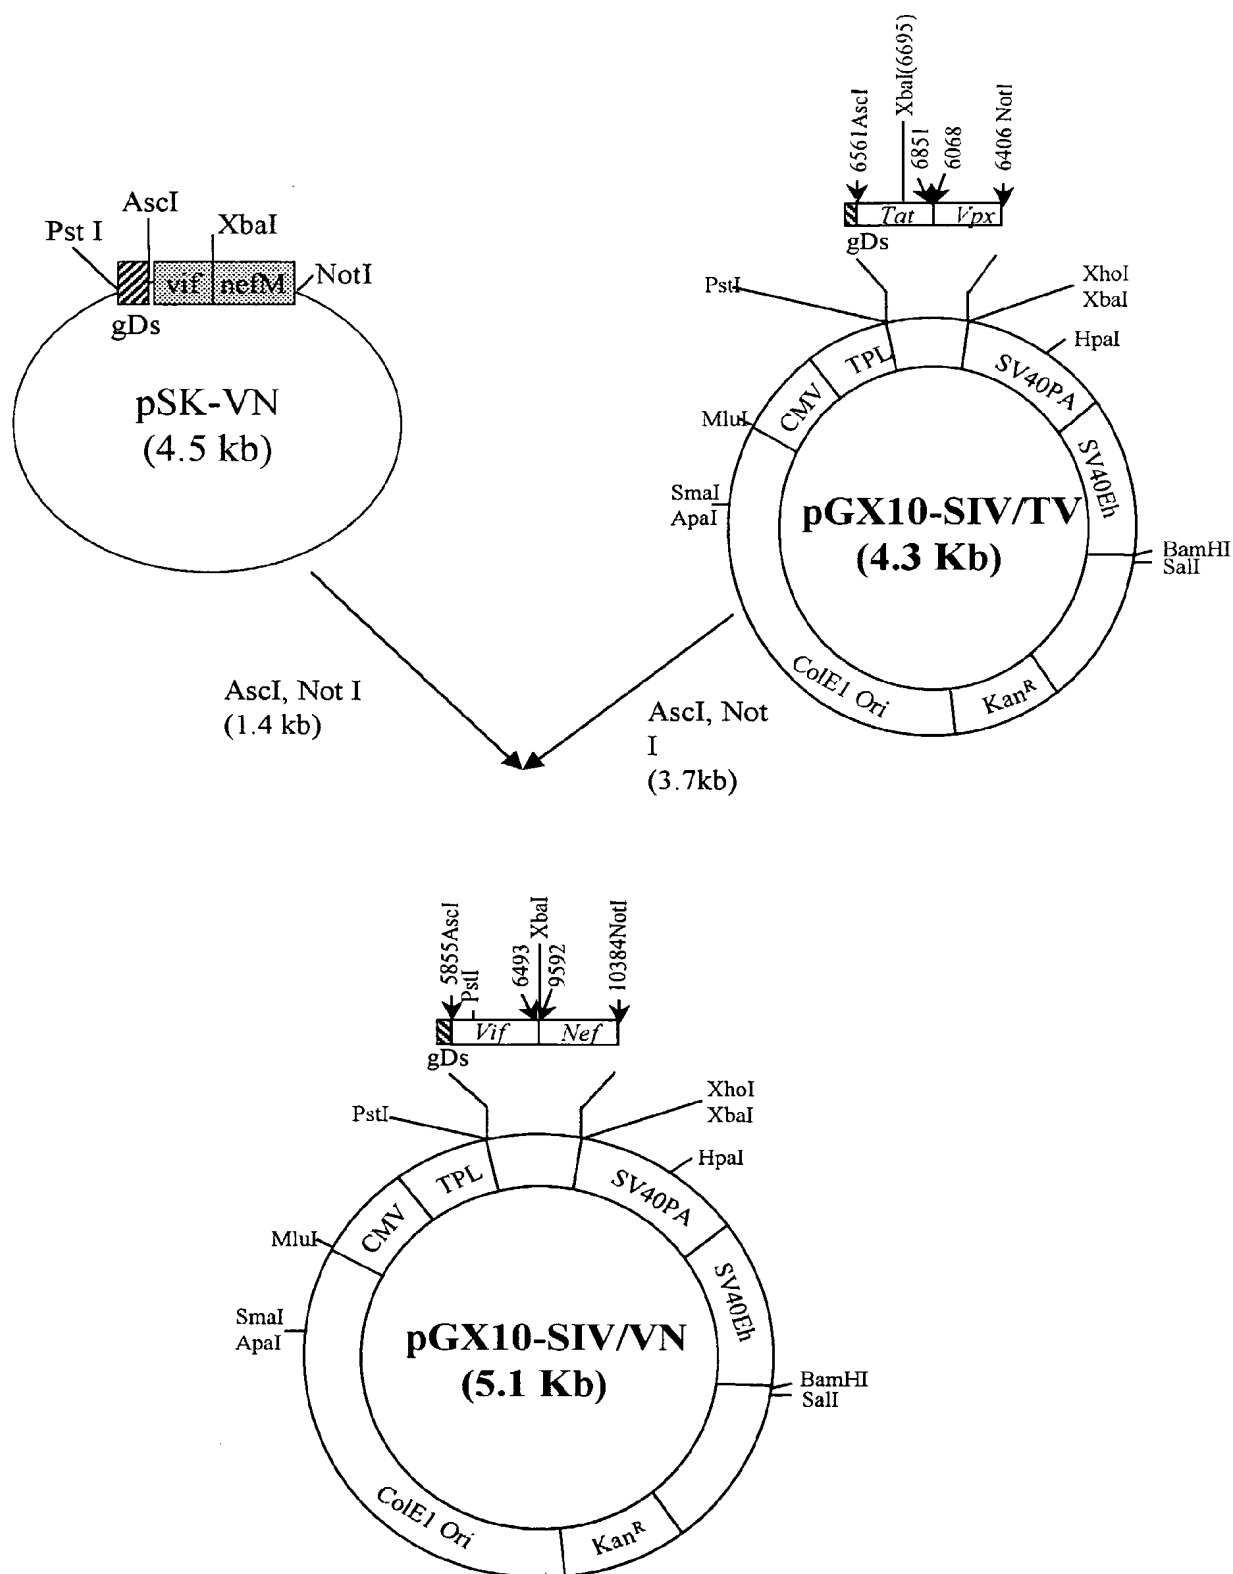 AscI
Pst I
XbaI
vif
nefM
NotI
gDs
pSK-VN
(4.5 kb)
6561AscI
XbaI(6695)
6851
6068
6406 NotI
Tat
Vpx
gDs
PstI
XhoI
XbaI
HpaI
TPL
SV40PA
CMV
MluI
SV40Eh
SmaI
ApaI
pGX10-SIV/TV
(4.3 Kb)
BamHI
SalI
ColE1 Ori
KanR
AscI, Not I
(1.4 kb)
AscI, Not
I
(3.7kb)
5855AscI
PstI
6493
XbaI
9592
10384NotI
Vif
Nef
gDs
PstI
XhoI
XbaI
HpaI
TPL
SV40PA
CMV
MluI
SV40Eh
SmaI
ApaI
pGX10-SIV/VN
(5.1 Kb)
BamHI
SalI
ColE1 Ori
KanR